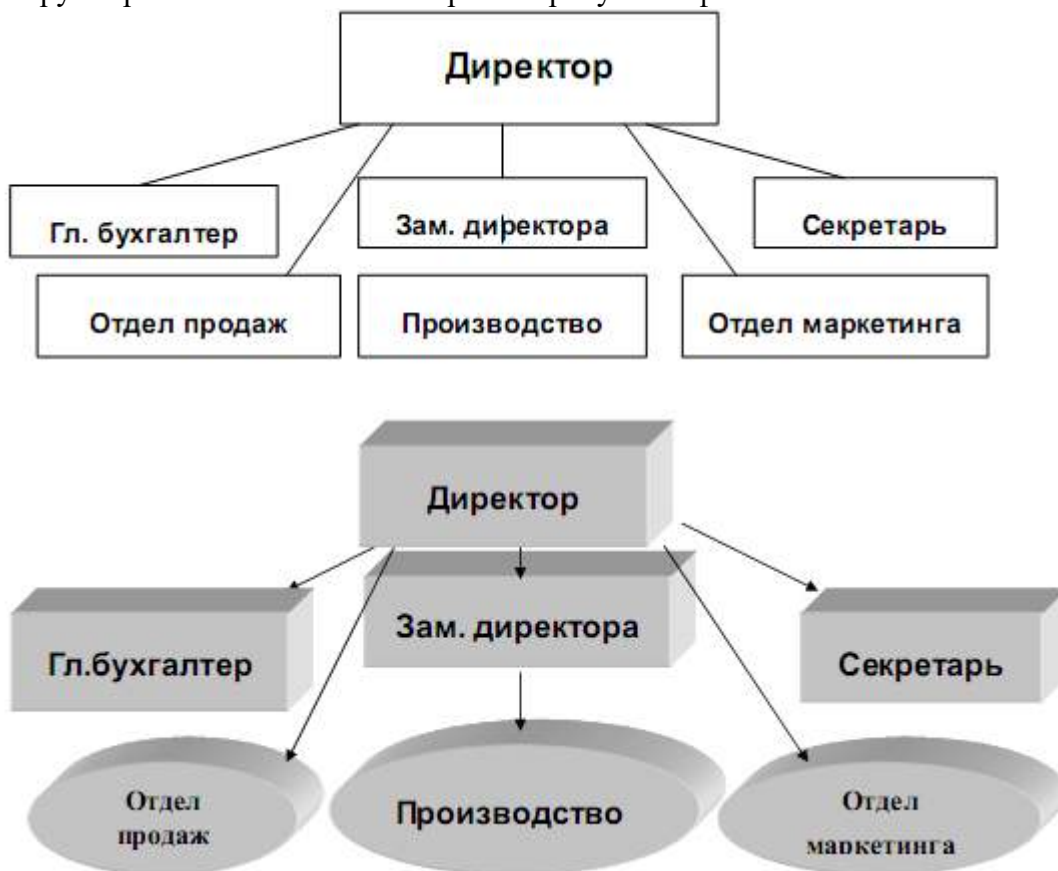 Директор
Гл. бухгалтер
Зам. директора
Секретарь
Отдел продаж
Производство
Отдел маркетинга
Директор
Гл.бухгалтер
Зам. директора
Секретарь
Отдел
продаж
Производство
Отдел
маркетинга